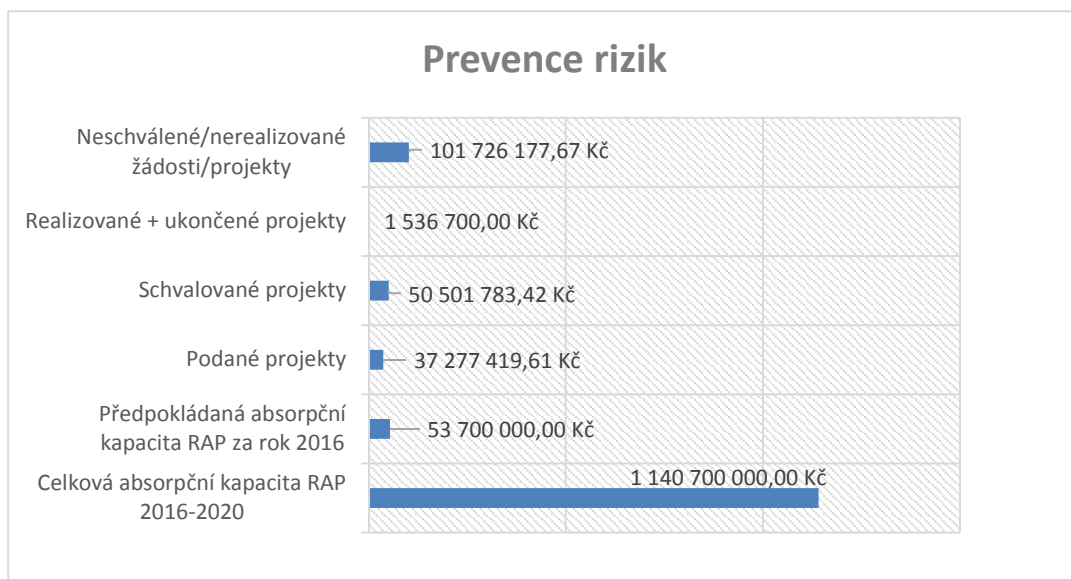 Prevence rizik
Neschválené/nerealizované
žádosti/projekty
101 726 177,67 Kč
Realizované + ukončené projekty
1 536 700,00 Kč
Schvalované projekty
50 501 783,42 Kč
Podané projekty
37 277 419,61 Kč
Předpokládaná absorpční
kapacita RAP za rok 2016
53 700 000,00 Kč
Celková absorpční kapacita RAP
2016-2020
1 140 700 000,00 Kč